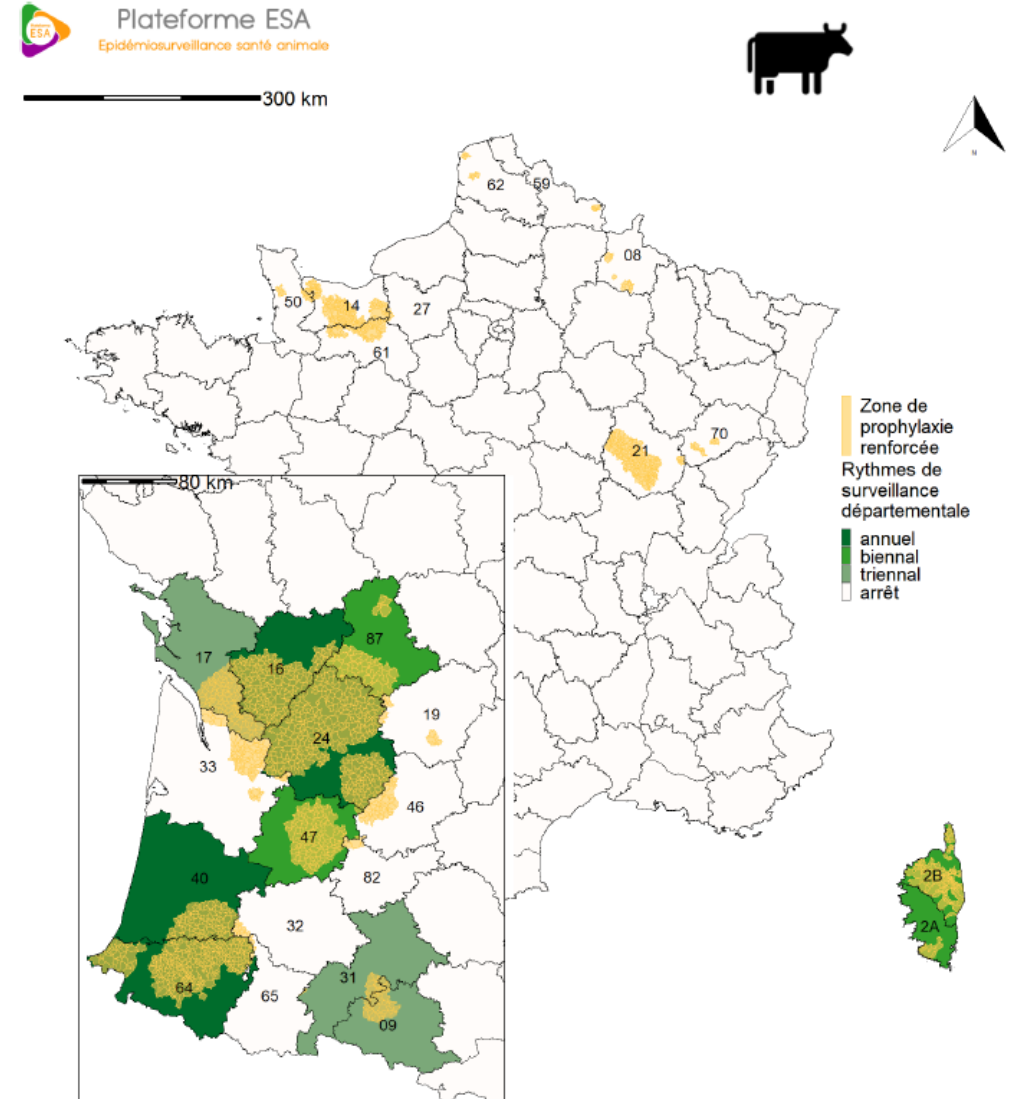 Plateforme
ESA
Plateforme ESA
Epidémiosurveillance santé animale
300 km
N
62
59
08
50
14
27
61
70
21
Zone de
prophylaxie
renforcée
Rythmes de
surveillance
départementale
annuel
biennal
triennal
arrêt
80 km
87
17
16
19
24
33
46
47
40
82
32
31
65
64
09
2B
2A